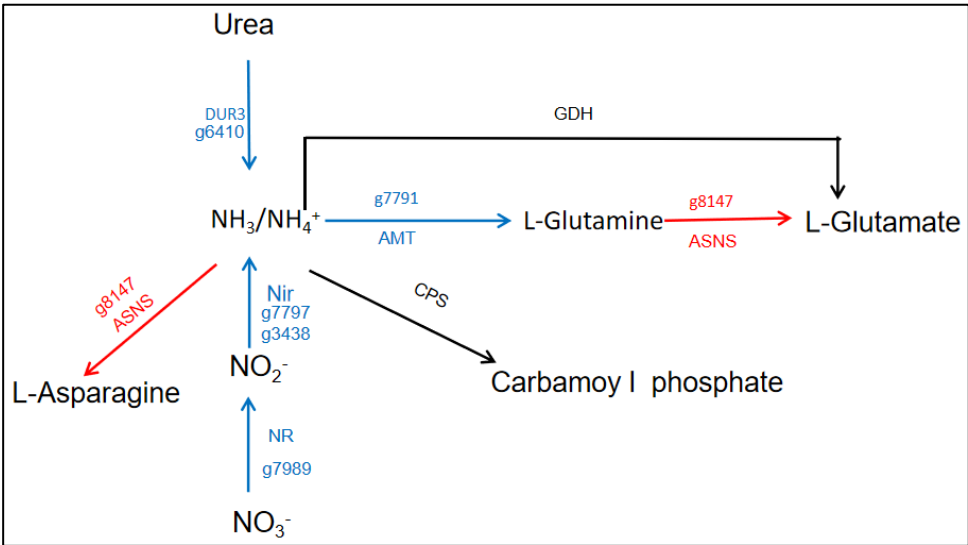 Urea
DUR3
g6410
GDH
NH₃/NH₄⁺
g7791
AMT
L-Glutamine
g8147
ASNS
L-Glutamate
g8147
ASNS
Nir
g7797
g3438
CPS
NO₂⁻
L-Asparagine
Carbamoy l phosphate
NR
g7989
NO₃⁻